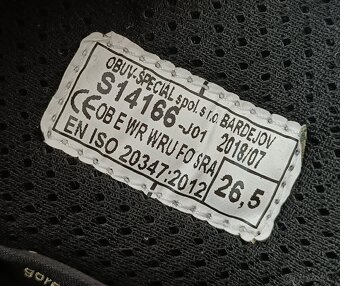 OBUV-SPECIAL spol. s r.o BARDEJOV
S14166-J01 2018/07
CE OB E WR WRU FO SRA
EN ISO 20347:2012 26,5